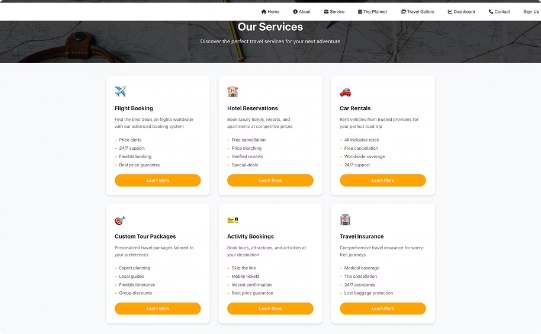 Home About Service Trip Planner Travel Gallery Dashboard Contact Sign Up
Our Services
Discover the perfect travel services for your next adventure
Flight Booking
Find the best deals on flights worldwide
with our advanced booking system
• Price alerts
• 24/7 support
• Flexible booking
• Best price guarantee
Learn More
Hotel Reservations
Book luxury hotels, resorts, and
apartments at competitive prices
• Free cancellation
• Price matching
• Verified reviews
• Special deals
Learn More
Car Rentals
Rent vehicles from trusted providers for
your perfect road trip
• All inclusive rates
• Free cancellation
• Worldwide coverage
• 24/7 support
Learn More
Custom Tour Packages
Personalized travel packages tailored to
your preferences
• Expert planning
• Local guides
• Flexible itineraries
• Group discounts
Learn More
Activity Bookings
Book tours, attractions, and activities at
your destination
• Skip the line
• Mobile tickets
• Instant confirmation
• Best price guarantee
Learn More
Travel Insurance
Comprehensive travel insurance for worry-
free journeys
• Medical coverage
• Trip cancellation
• 24/7 assistance
• Lost baggage protection
Learn More